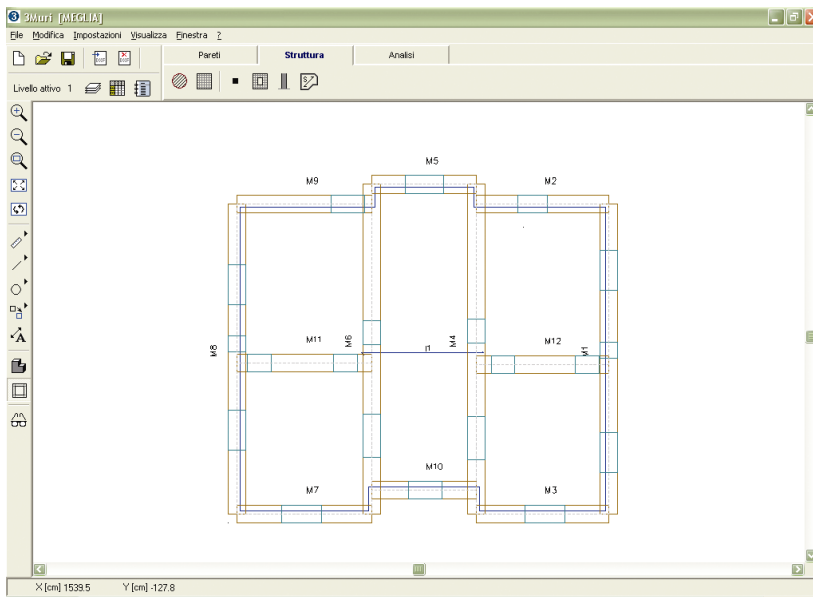 3Muri [MEGLIA]
File Modifica Impostazioni Visualizza Finestra ?
Pareti Struttura Analisi
Livello attivo 1
M5
M9 M2
M11 M6 M4 M12 M1
M8
M10
M7 M3
X [cm] 1539.5 Y [cm] -127.8